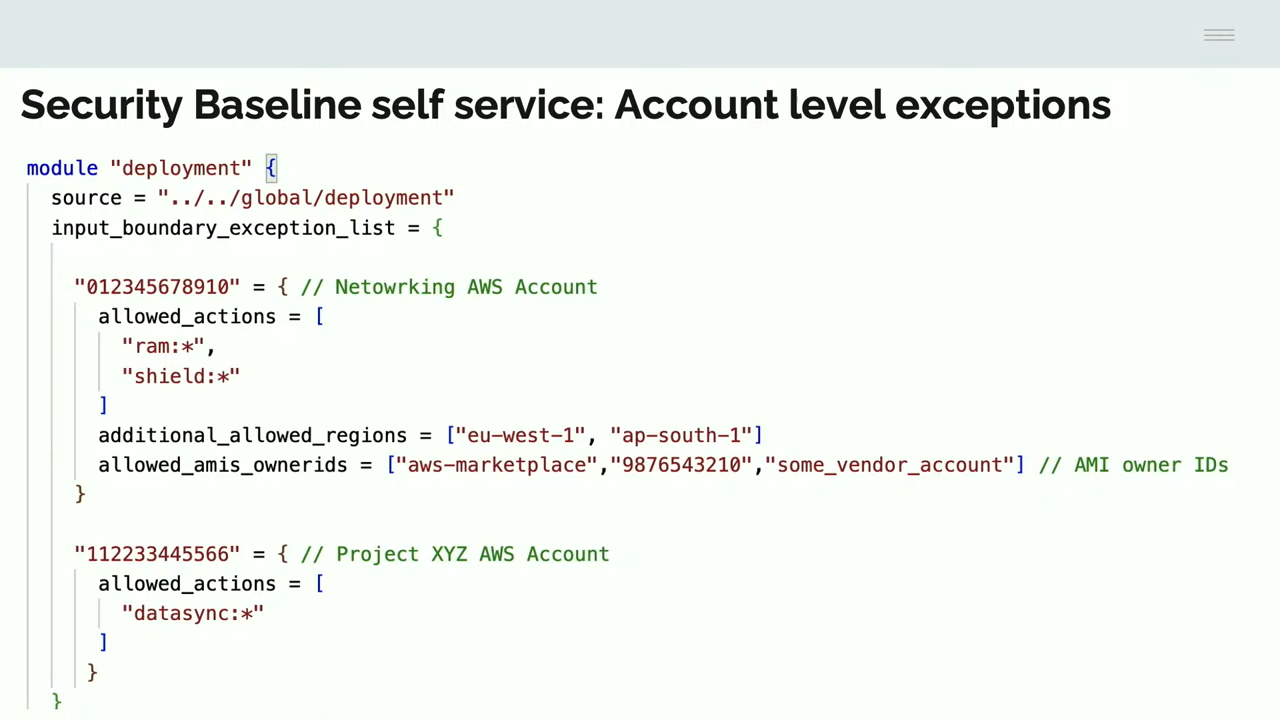 Security Baseline self service: Account level exceptions
module "deployment" {
source = "../../global/deployment"
input_boundary_exception_list = {
"012345678910" = { // Netowrking AWS Account
allowed_actions = [
"ram:*",
"shield:*"
]
additional_allowed_regions = ["eu-west-1", "ap-south-1"]
allowed_amis_ownerids = ["aws-marketplace","9876543210","some_vendor_account"] // AMI owner IDs
}
"112233445566" = { // Project XYZ AWS Account
allowed_actions = [
"datasync:*"
]
}
}